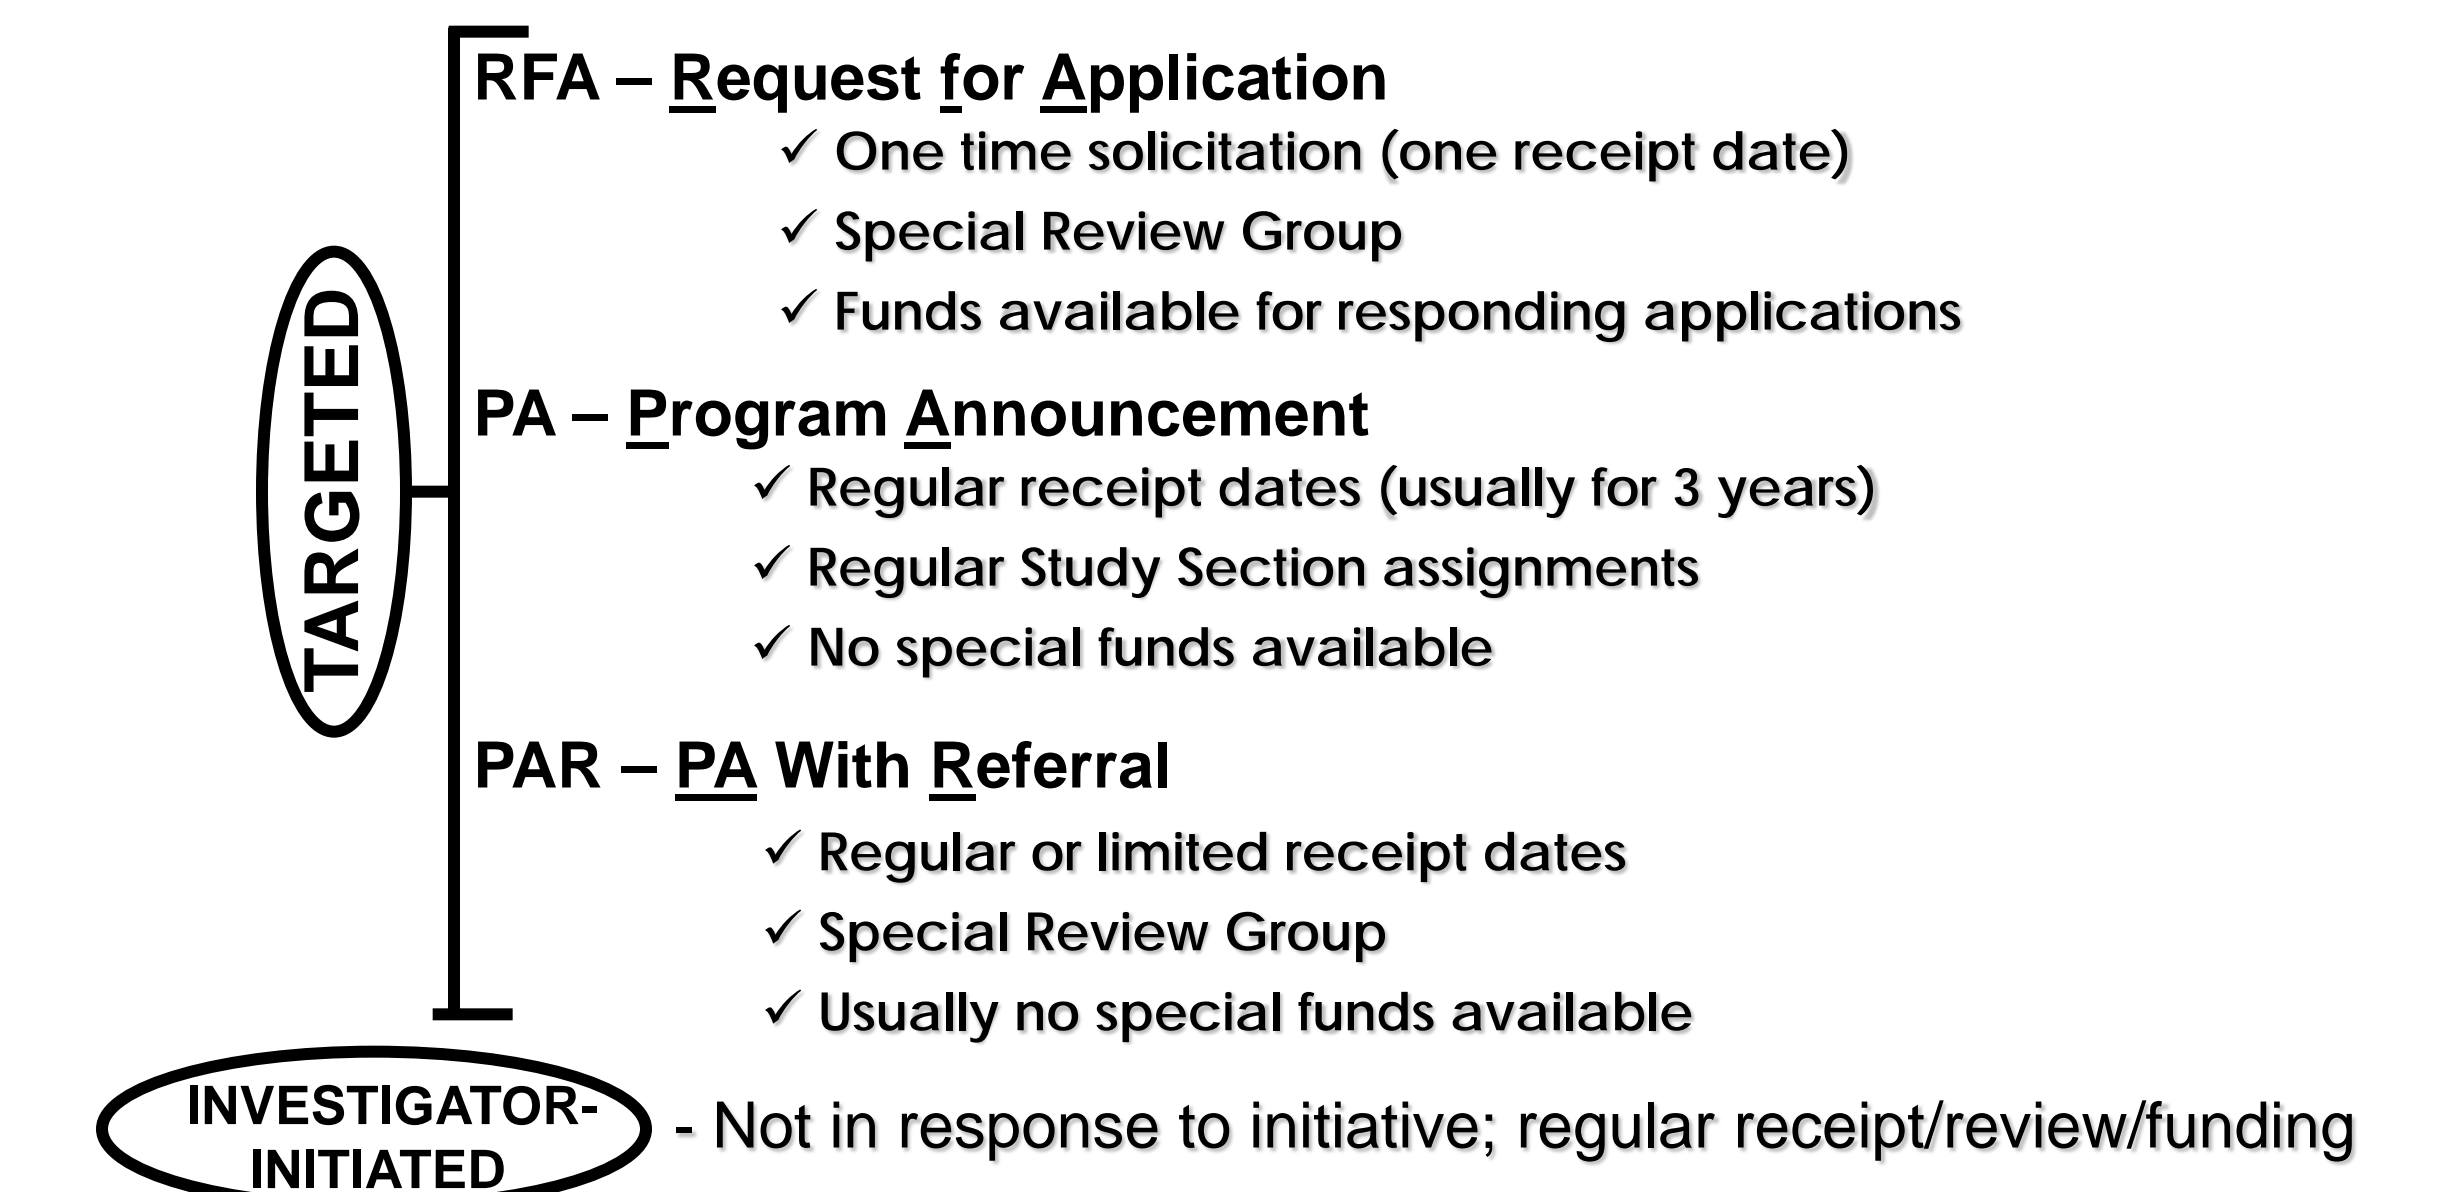 TARGETED
RFA – Request for Application
✓ One time solicitation (one receipt date)
✓ Special Review Group
✓ Funds available for responding applications
PA – Program Announcement
✓ Regular receipt dates (usually for 3 years)
✓ Regular Study Section assignments
✓ No special funds available
PAR – PA With Referral
✓ Regular or limited receipt dates
✓ Special Review Group
✓ Usually no special funds available
INVESTIGATOR-
INITIATED
- Not in response to initiative; regular receipt/review/funding